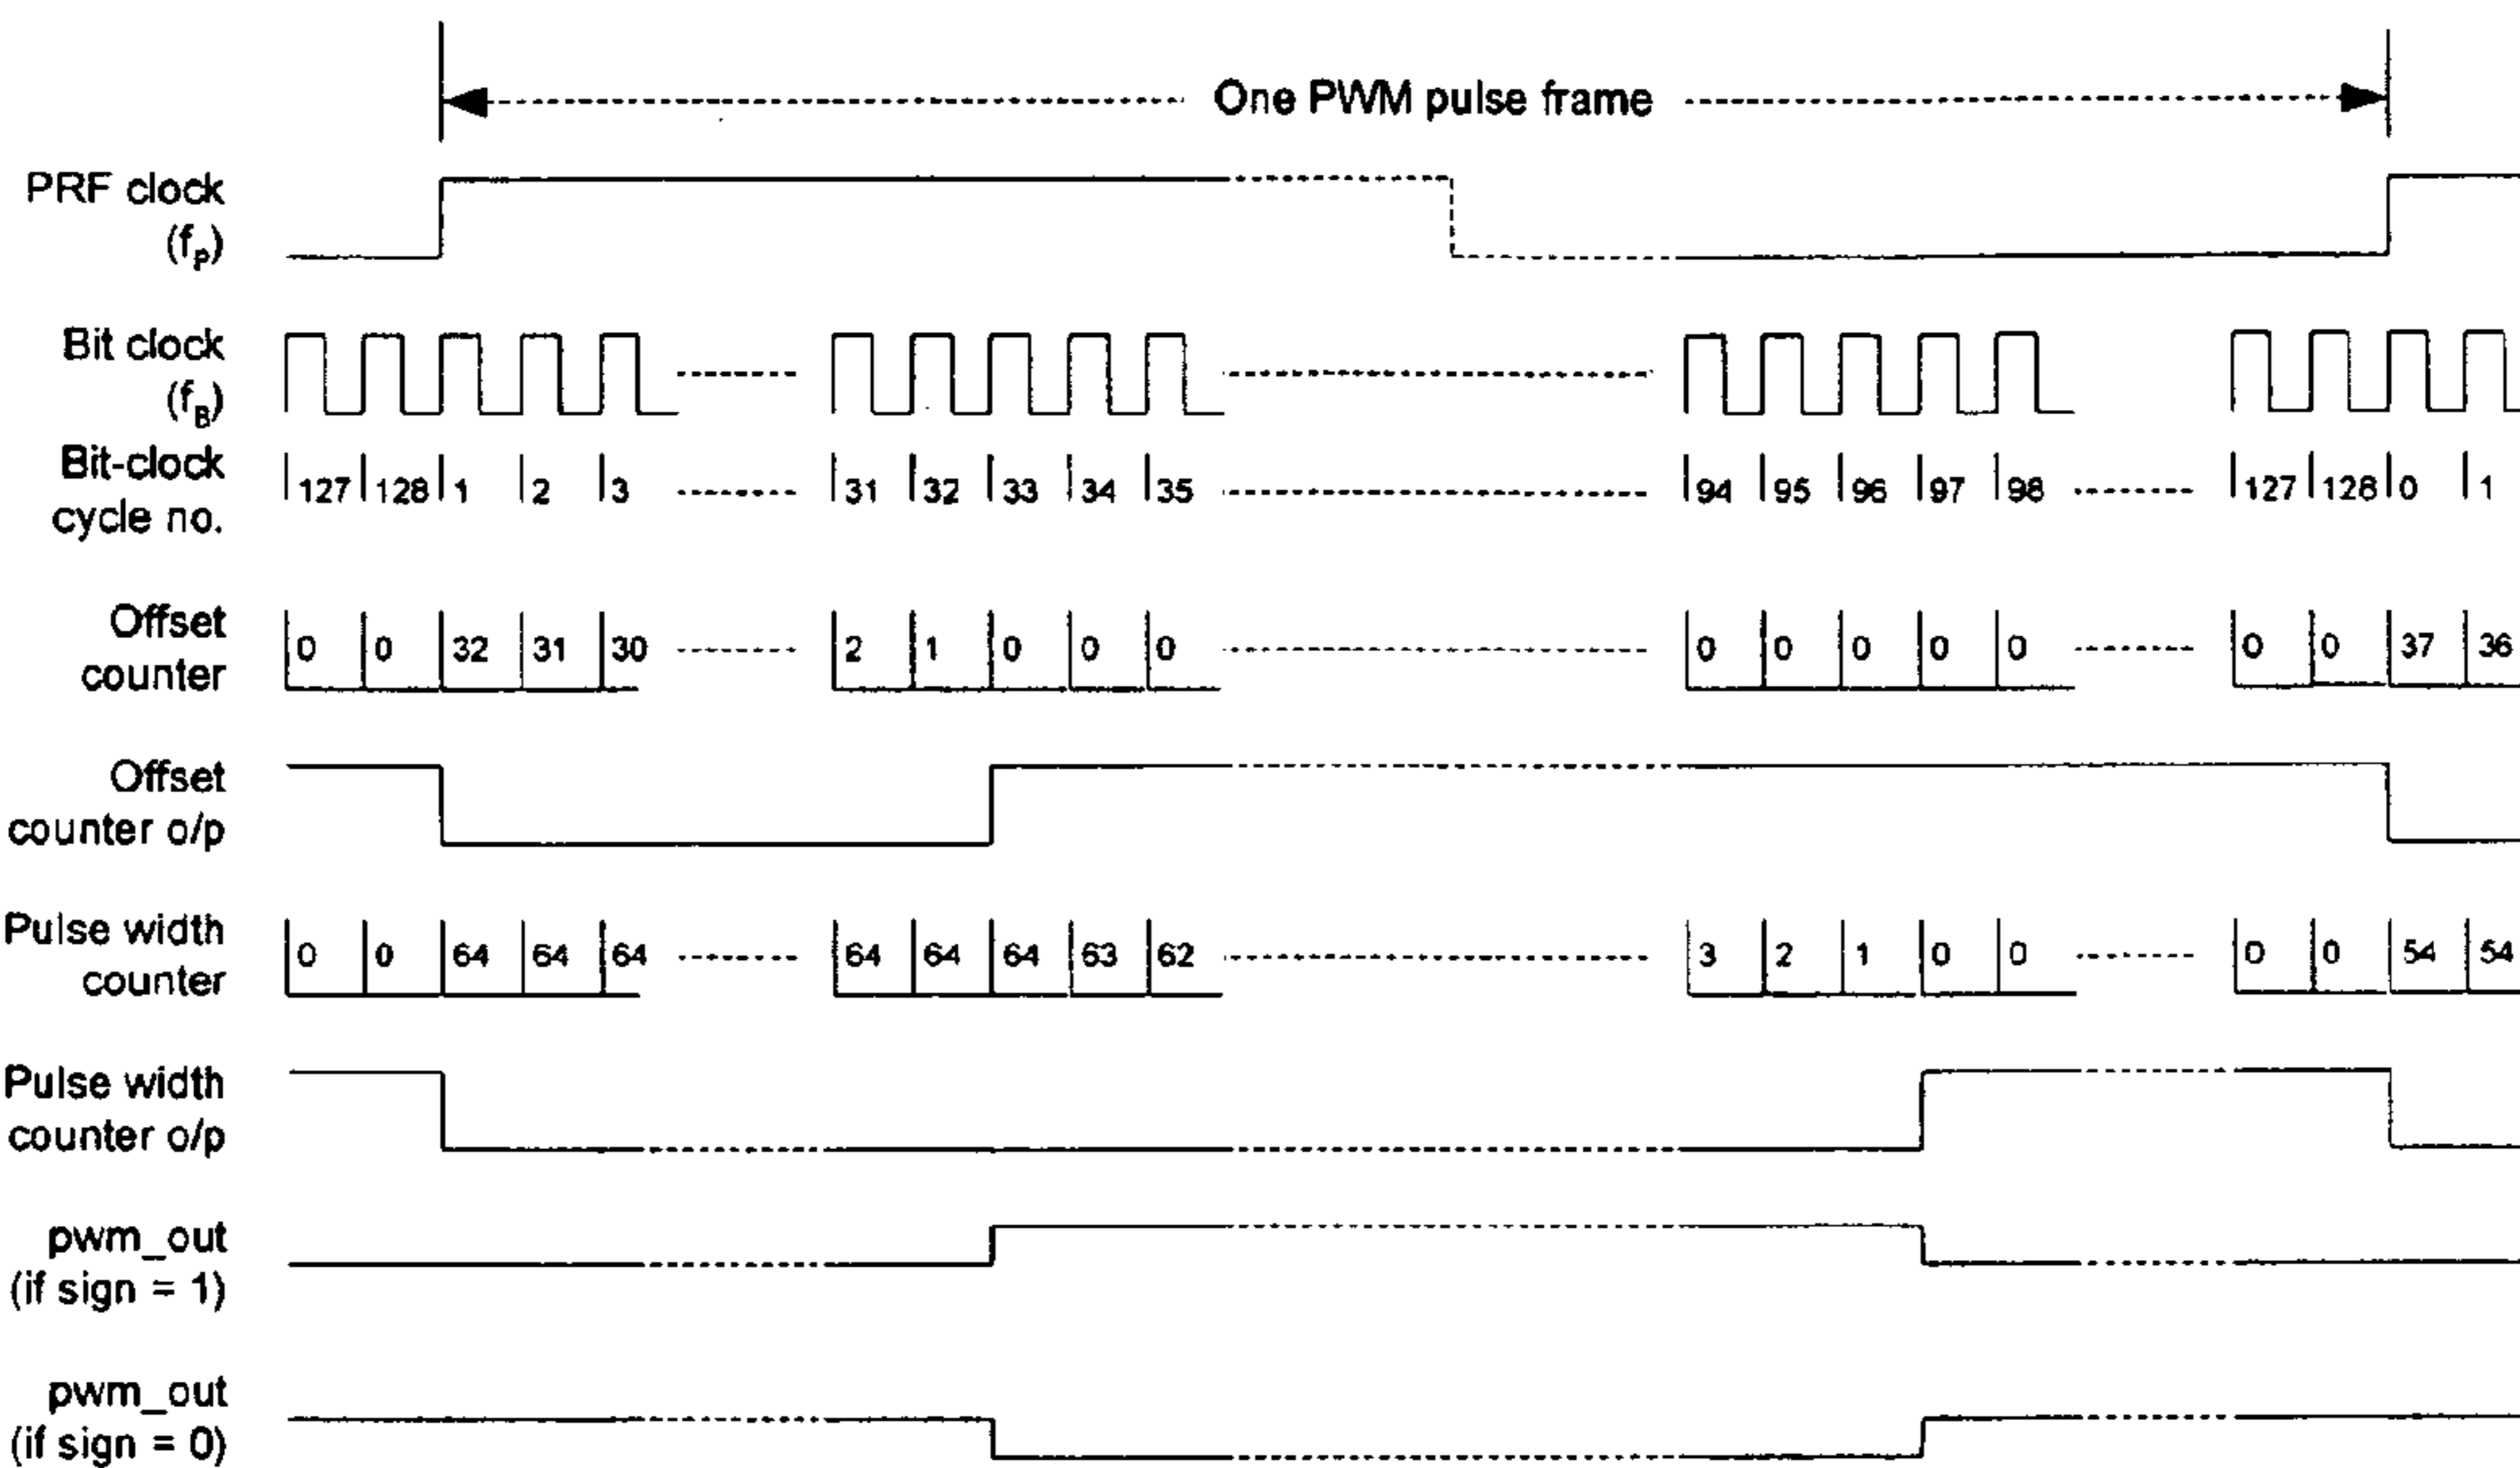 One PWM pulse frame
PRF clock
(fP)
Bit clock
(fB)
Bit-clock
cycle no.
127 128 1 2 3 31 32 33 34 35 94 95 96 97 98 127 128 0 1
Offset
counter
0 0 32 31 30 2 1 0 0 0 0 0 0 0 0 0 0 37 36
Offset
counter o/p
Pulse width
counter
0 0 64 64 64 64 64 64 63 62 3 2 1 0 0 0 0 54 54
Pulse width
counter o/p
pwm_out
(if sign = 1)
pwm_out
(if sign = 0)